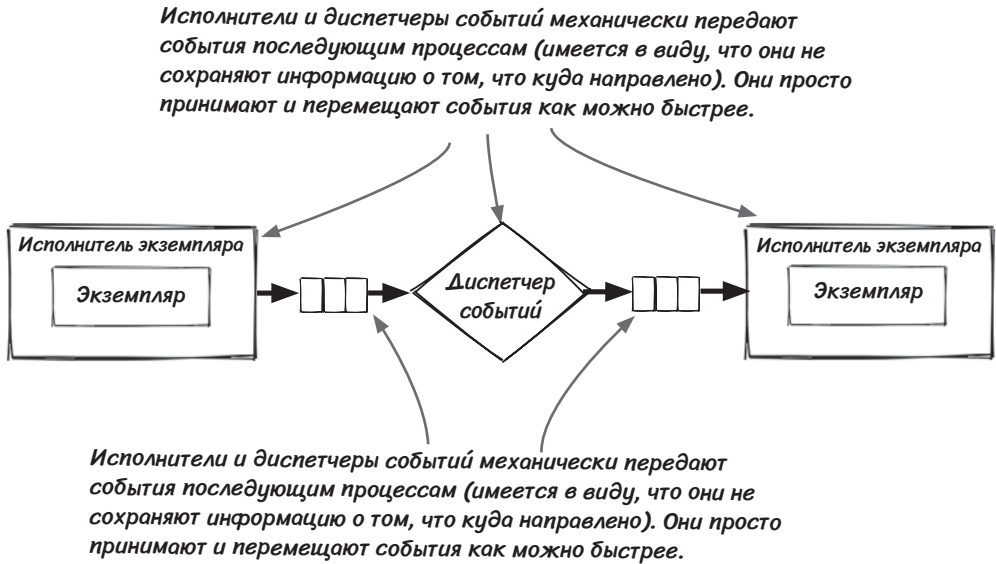 Исполнители и диспетчеры событий механически передают
события последующим процессам (имеется в виду, что они не
сохраняют информацию о том, что куда направлено). Они просто
принимают и перемещают события как можно быстрее.
Исполнитель экземпляра
Экземпляр
Диспетчер
событий
Исполнитель экземпляра
Экземпляр
Исполнители и диспетчеры событий механически передают
события последующим процессам (имеется в виду, что они не
сохраняют информацию о том, что куда направлено). Они просто
принимают и перемещают события как можно быстрее.